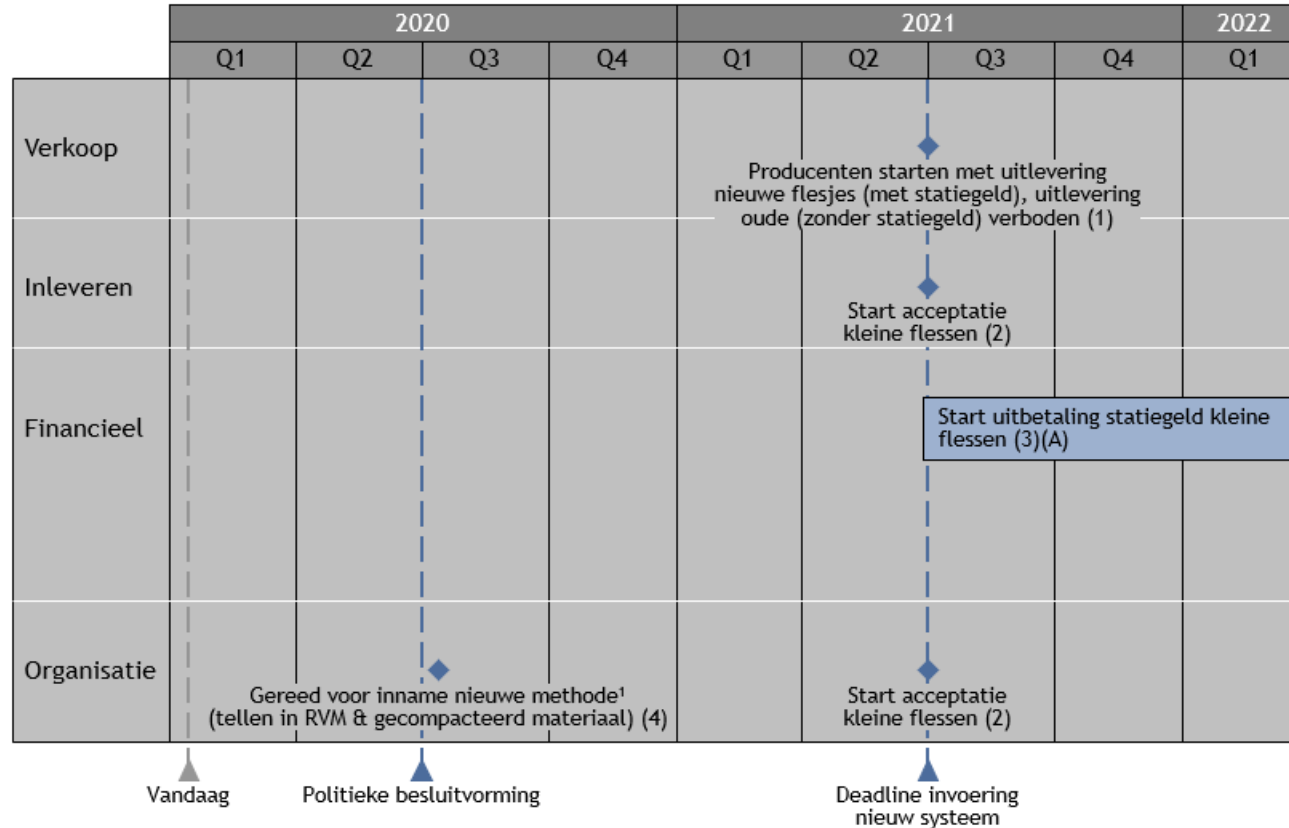 2020 2021 2022
Q1 Q2 Q3 Q4 Q1 Q2 Q3 Q4 Q1
Verkoop
Producenten starten met uitlevering
nieuwe flesjes (met statiegeld), uitlevering
oude (zonder statiegeld) verboden (1)
Inleveren
Start acceptatie
kleine flessen (2)
Financieel
Start uitbetaling statiegeld kleine
flessen (3)(A)
Organisatie
Gereed voor inname nieuwe methode¹
(tellen in RVM & gecompacteerd materiaal) (4)
Start acceptatie
kleine flessen (2)
Vandaag
Politieke besluitvorming
Deadline invoering
nieuw systeem